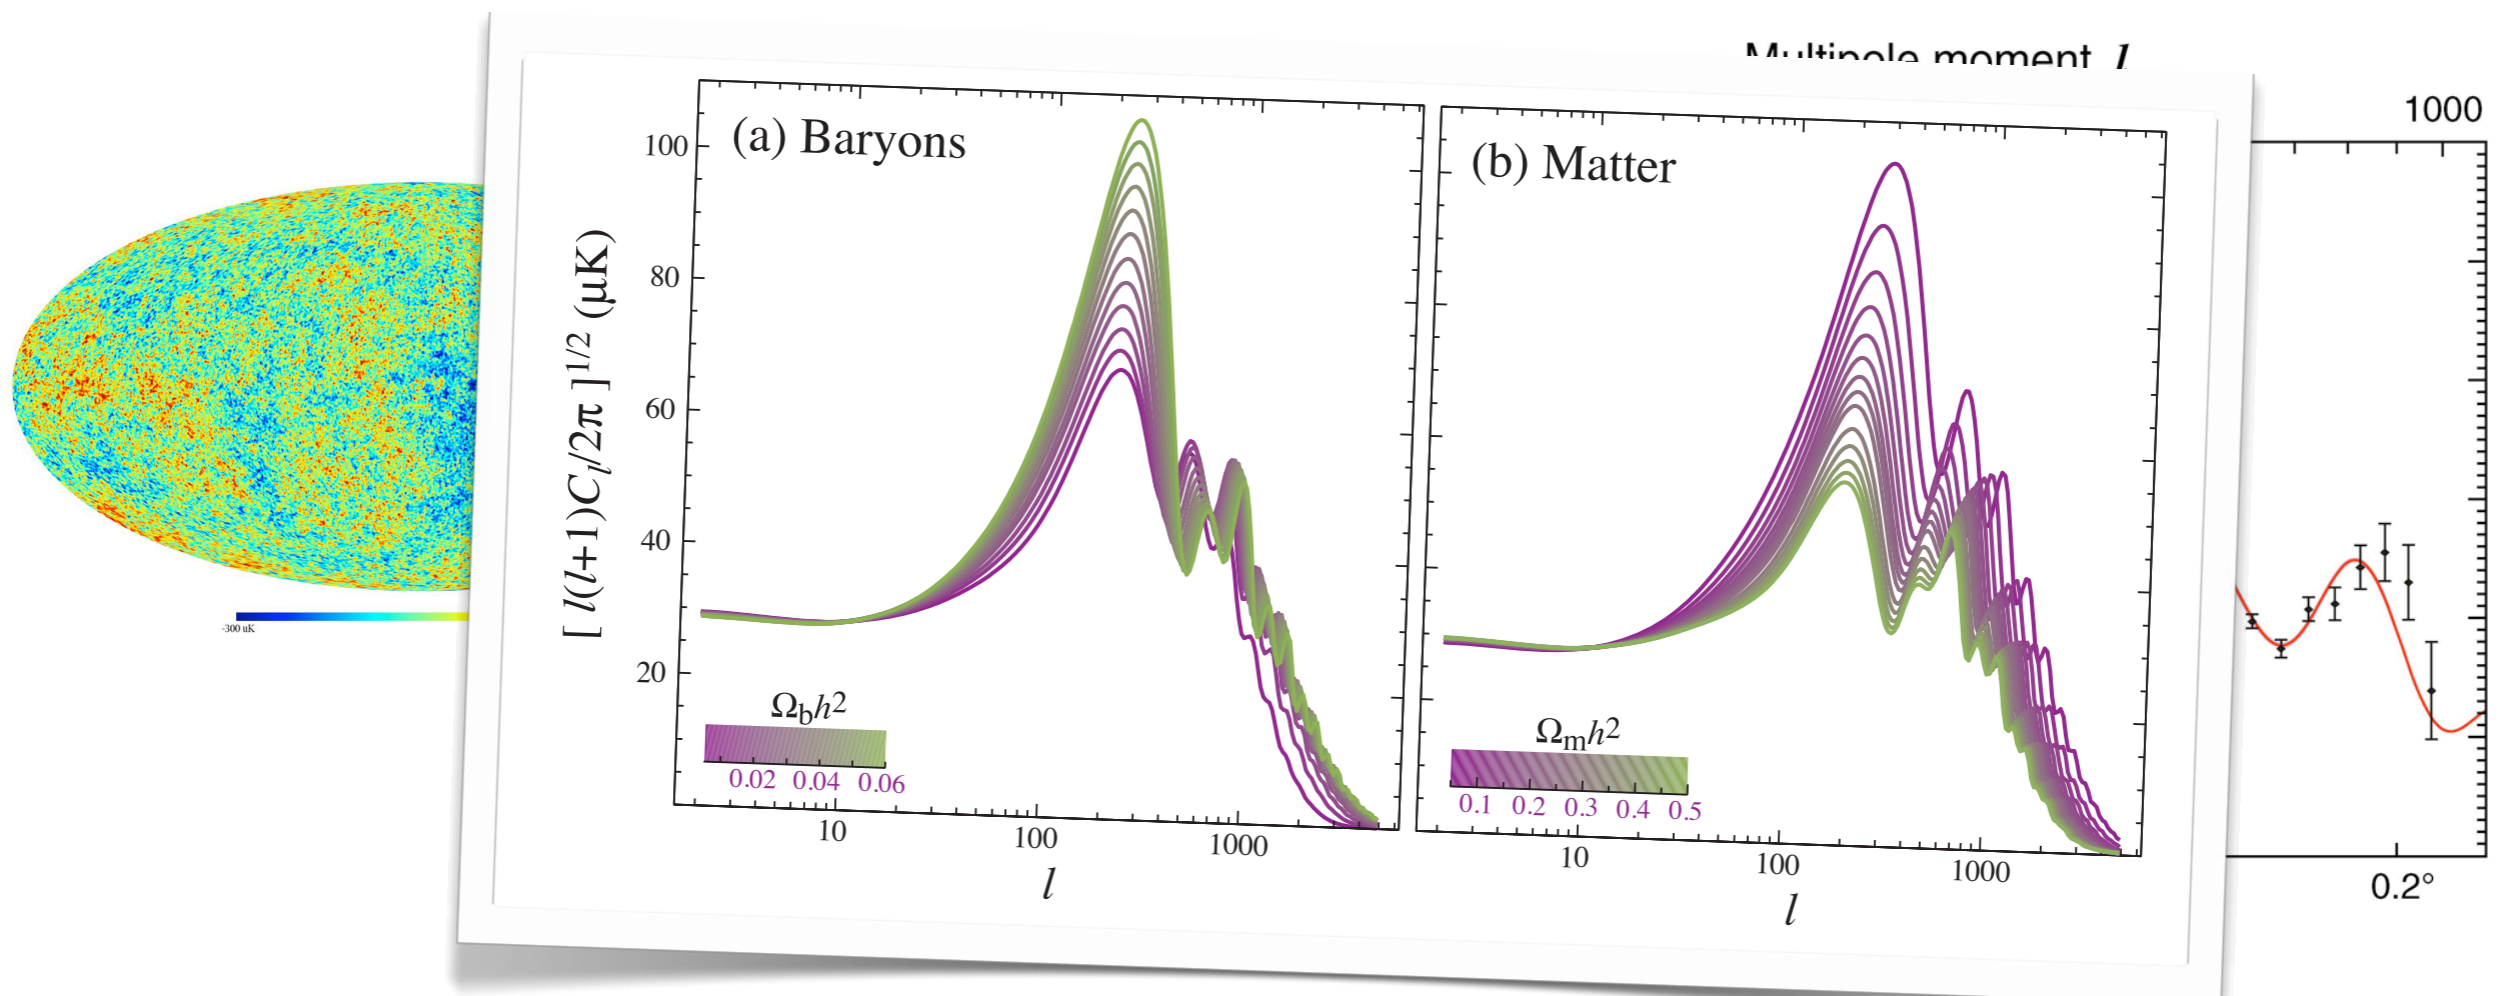 Multipole moment l
1000
(a) Baryons
(b) Matter
[ l(l+1)C_l/2π ]^1/2 (μK)
100
80
60
40
20
Ω_b h^2
0.02 0.04 0.06
Ω_m h^2
0.1 0.2 0.3 0.4 0.5
10 100 1000
10 100 1000
l
l
-300 uK
0.2°